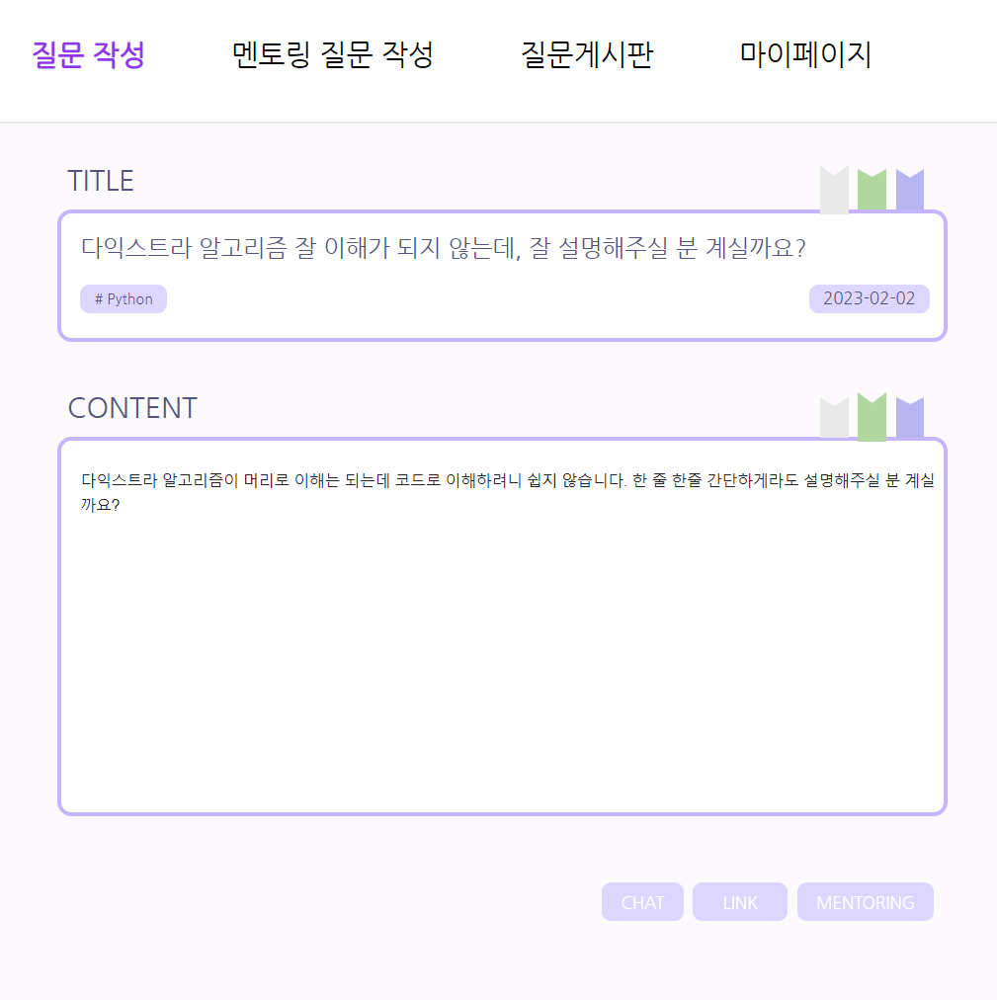 질문 작성 멘토링 질문 작성 질문게시판 마이페이지
TITLE
다익스트라 알고리즘 잘 이해가 되지 않는데, 잘 설명해주실 분 계실까요?
# Python 2023-02-02
CONTENT
다익스트라 알고리즘이 머리로 이해는 되는데 코드로 이해하려니 쉽지 않습니다. 한 줄 한줄 간단하게라도 설명해주실 분 계실
까요?
CHAT LINK MENTORING